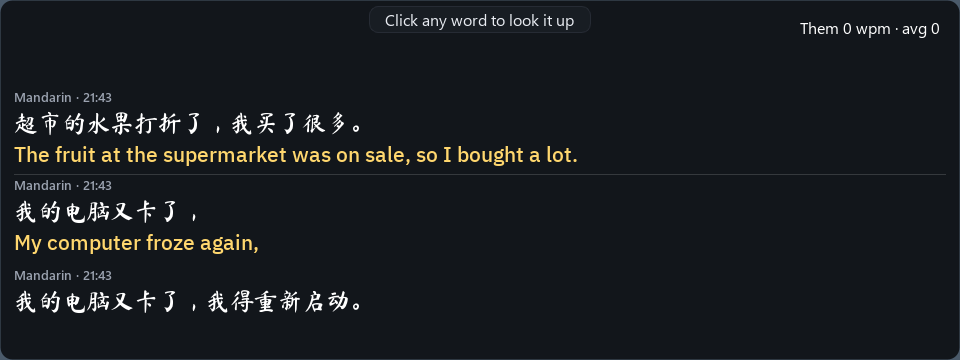 Click any word to look it up
Them 0 wpm · avg 0
Mandarin · 21:43
超市的水果打折了，我买了很多。
The fruit at the supermarket was on sale, so I bought a lot.
Mandarin · 21:43
我的电脑又卡了，
My computer froze again,
Mandarin · 21:43
我的电脑又卡了，我得重新启动。